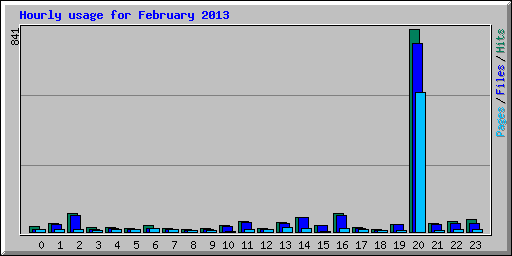 Hourly usage for February 2013
841
Pages / Files / Hits
0 1 2 3 4 5 6 7 8 9 10 11 12 13 14 15 16 17 18 19 20 21 22 23